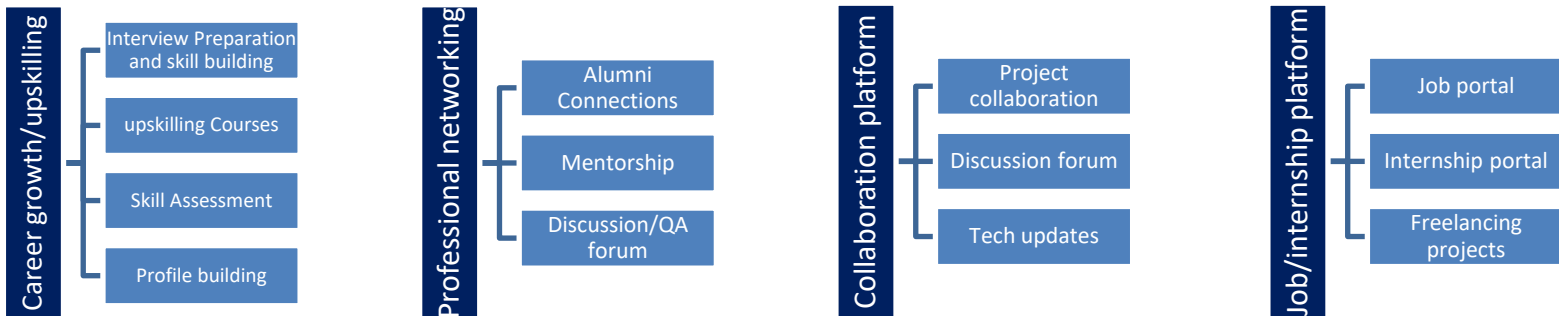 Career growth/upskilling
Interview Preparation
and skill building
upskilling Courses
Skill Assessment
Profile building
Professional networking
Alumni
Connections
Mentorship
Discussion/QA
forum
Collaboration platform
Project
collaboration
Discussion forum
Tech updates
Job/internship platform
Job portal
Internship portal
Freelancing
projects